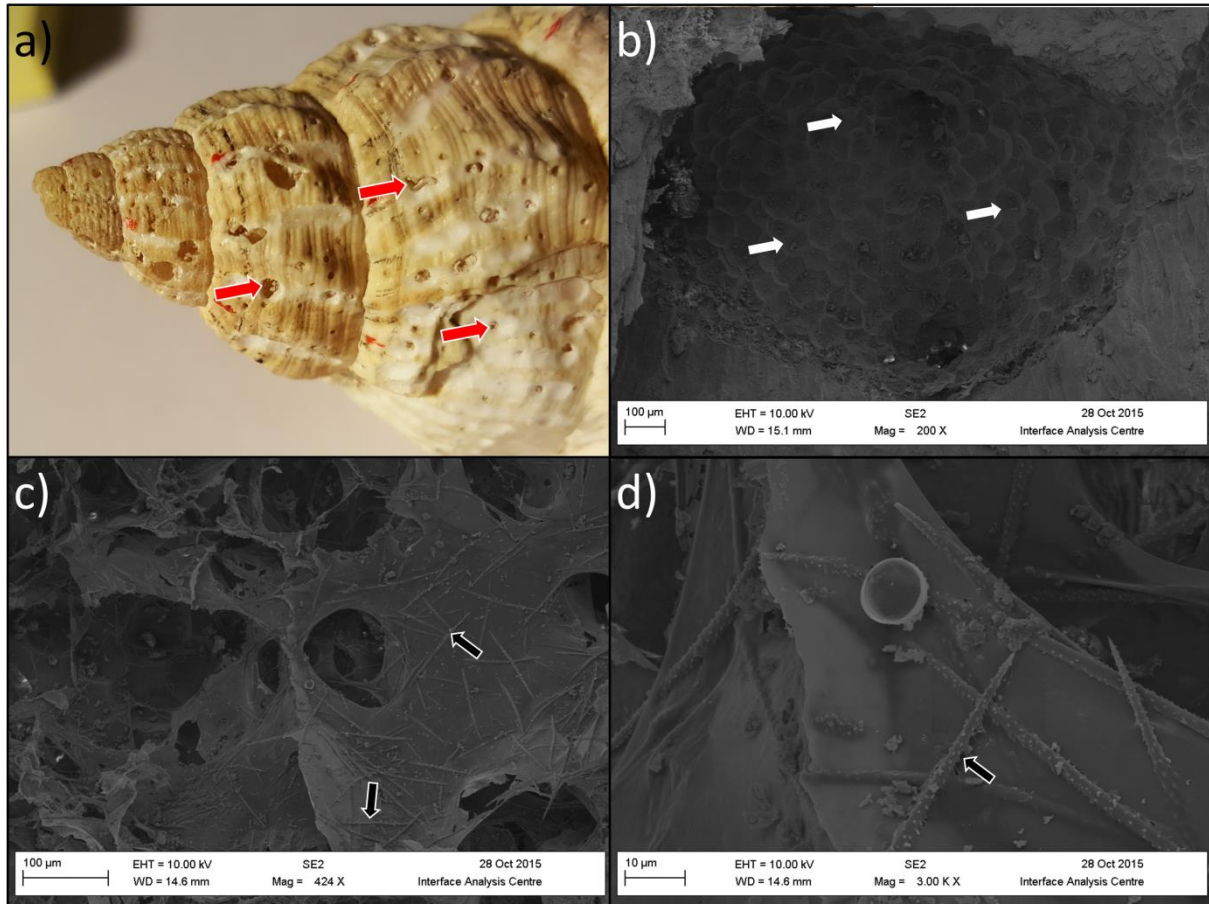 a)
b)
100 µm
EHT = 10.00 kV
SE2
28 Oct 2015
WD = 15.1 mm
Mag = 200 X
Interface Analysis Centre
c)
100 µm
EHT = 10.00 kV
SE2
28 Oct 2015
WD = 14.6 mm
Mag = 424 X
Interface Analysis Centre
d)
10 µm
EHT = 10.00 kV
SE2
28 Oct 2015
WD = 14.6 mm
Mag = 3.00 K X
Interface Analysis Centre